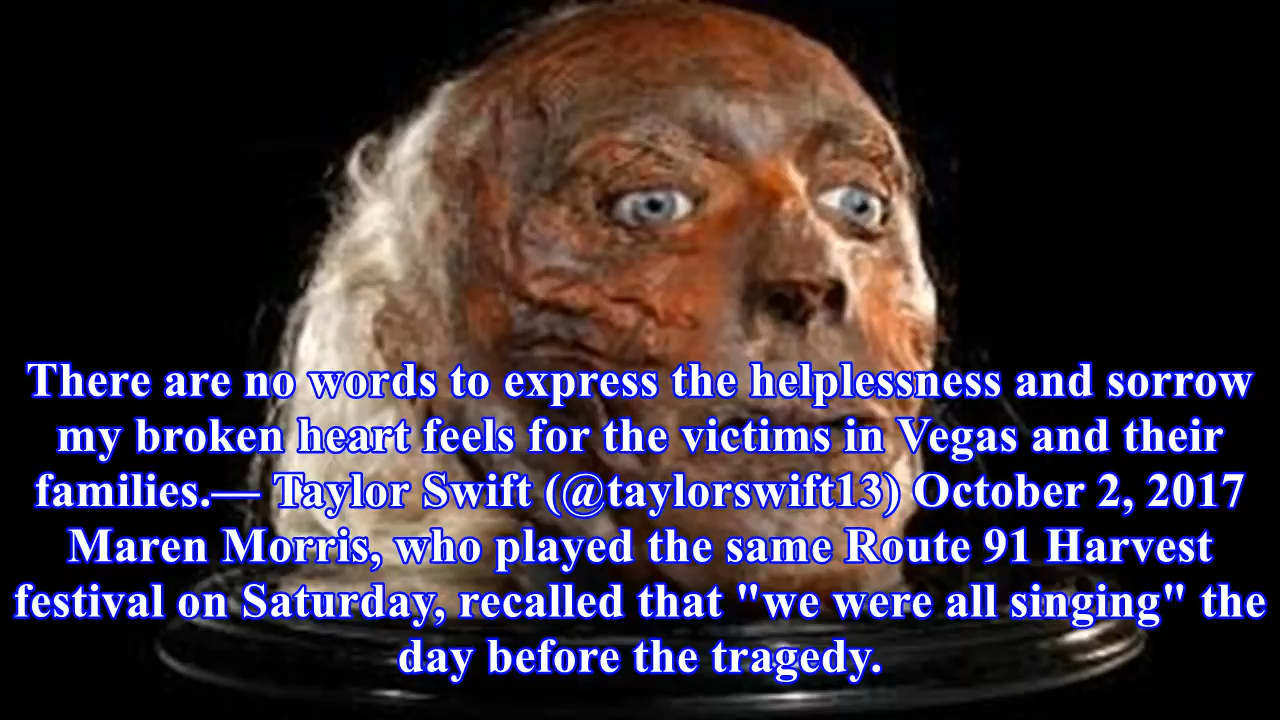 There are no words to express the helplessness and sorrow
my broken heart feels for the victims in Vegas and their
families.— Taylor Swift (@taylorswift13) October 2, 2017
Maren Morris, who played the same Route 91 Harvest
festival on Saturday, recalled that "we were all singing" the
day before the tragedy.